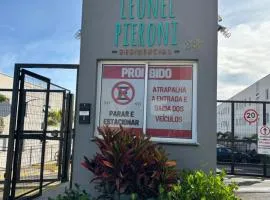 LEONEL
PIERONI
RESIDENCIAL
PROIBIDO
E
PARAR E
ESTACIONAR
ATRAPALHA
A ENTRADA E
SAÍDA DOS
VEÍCULOS
20